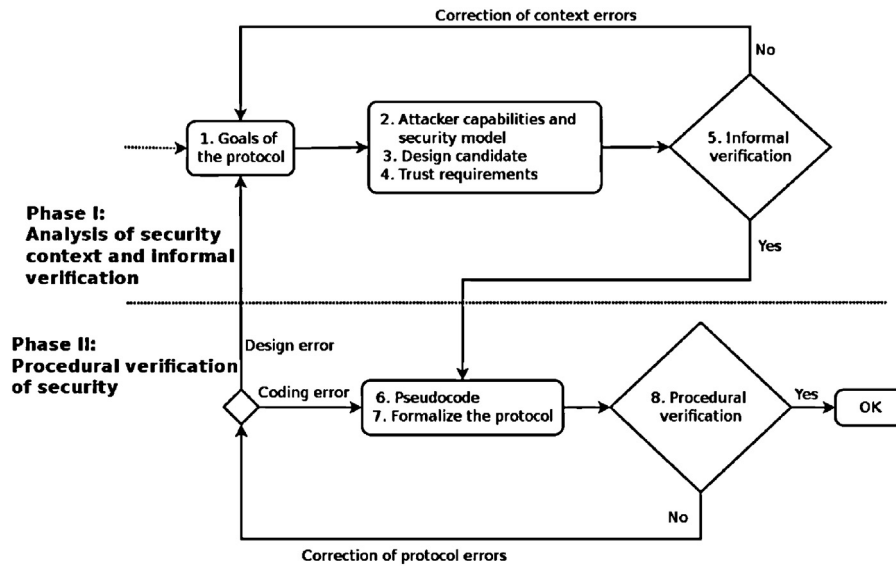 Correction of context errors
No
1. Goals of
the protocol
2. Attacker capabilities and
security model
3. Design candidate
4. Trust requirements
5. Informal
verification
Phase I:
Analysis of security
context and informal
verification
Yes
Phase II:
Procedural verification
of security
Design error
Coding error
6. Pseudocode
7. Formalize the protocol
8. Procedural
verification
Yes
OK
No
Correction of protocol errors